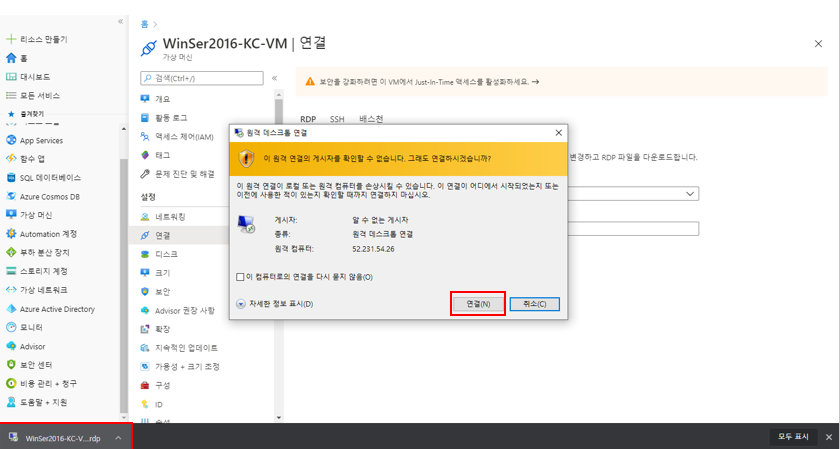 홈 >
WinSer2016-KC-VM | 연결
가상 머신
리소스 만들기
홈
대시보드
모든 서비스
즐겨찾기
App Services
함수 앱
SQL 데이터베이스
Azure Cosmos DB
가상 머신
Automation 계정
부하 분산 장치
스토리지 계정
가상 네트워크
Azure Active Directory
모니터
Advisor
보안 센터
비용 관리 + 청구
도움말 + 지원
검색(Ctrl+/)
개요
활동 로그
액세스 제어(IAM)
태그
문제 진단 및 해결
설정
네트워킹
연결
디스크
크기
보안
Advisor 권장 사항
확장
지속적인 업데이트
가용성 + 크기 조정
구성
ID
속성
보안을 강화하려면 이 VM에서 Just-In-Time 액세스를 활성화하세요. →
RDP SSH 배스천
변경하고 RDP 파일을 다운로드합니다.
원격 데스크톱 연결
이 원격 연결의 게시자를 확인할 수 없습니다. 그래도 연결하시겠습니까?
이 원격 연결이 로컬 또는 원격 컴퓨터를 손상시킬 수 있습니다. 이 연결이 어디에서 시작되었는지 또는
이전에 사용한 적이 있는지 확인할 때까지 연결하지 마십시오.
게시자: 알 수 없는 게시자
종류: 원격 데스크톱 연결
원격 컴퓨터: 52.231.54.26
이 컴퓨터로의 연결을 다시 묻지 않음(O)
자세한 정보 표시(D)
연결(N)
취소(C)
WinSer2016-KC-V....rdp
모두 표시